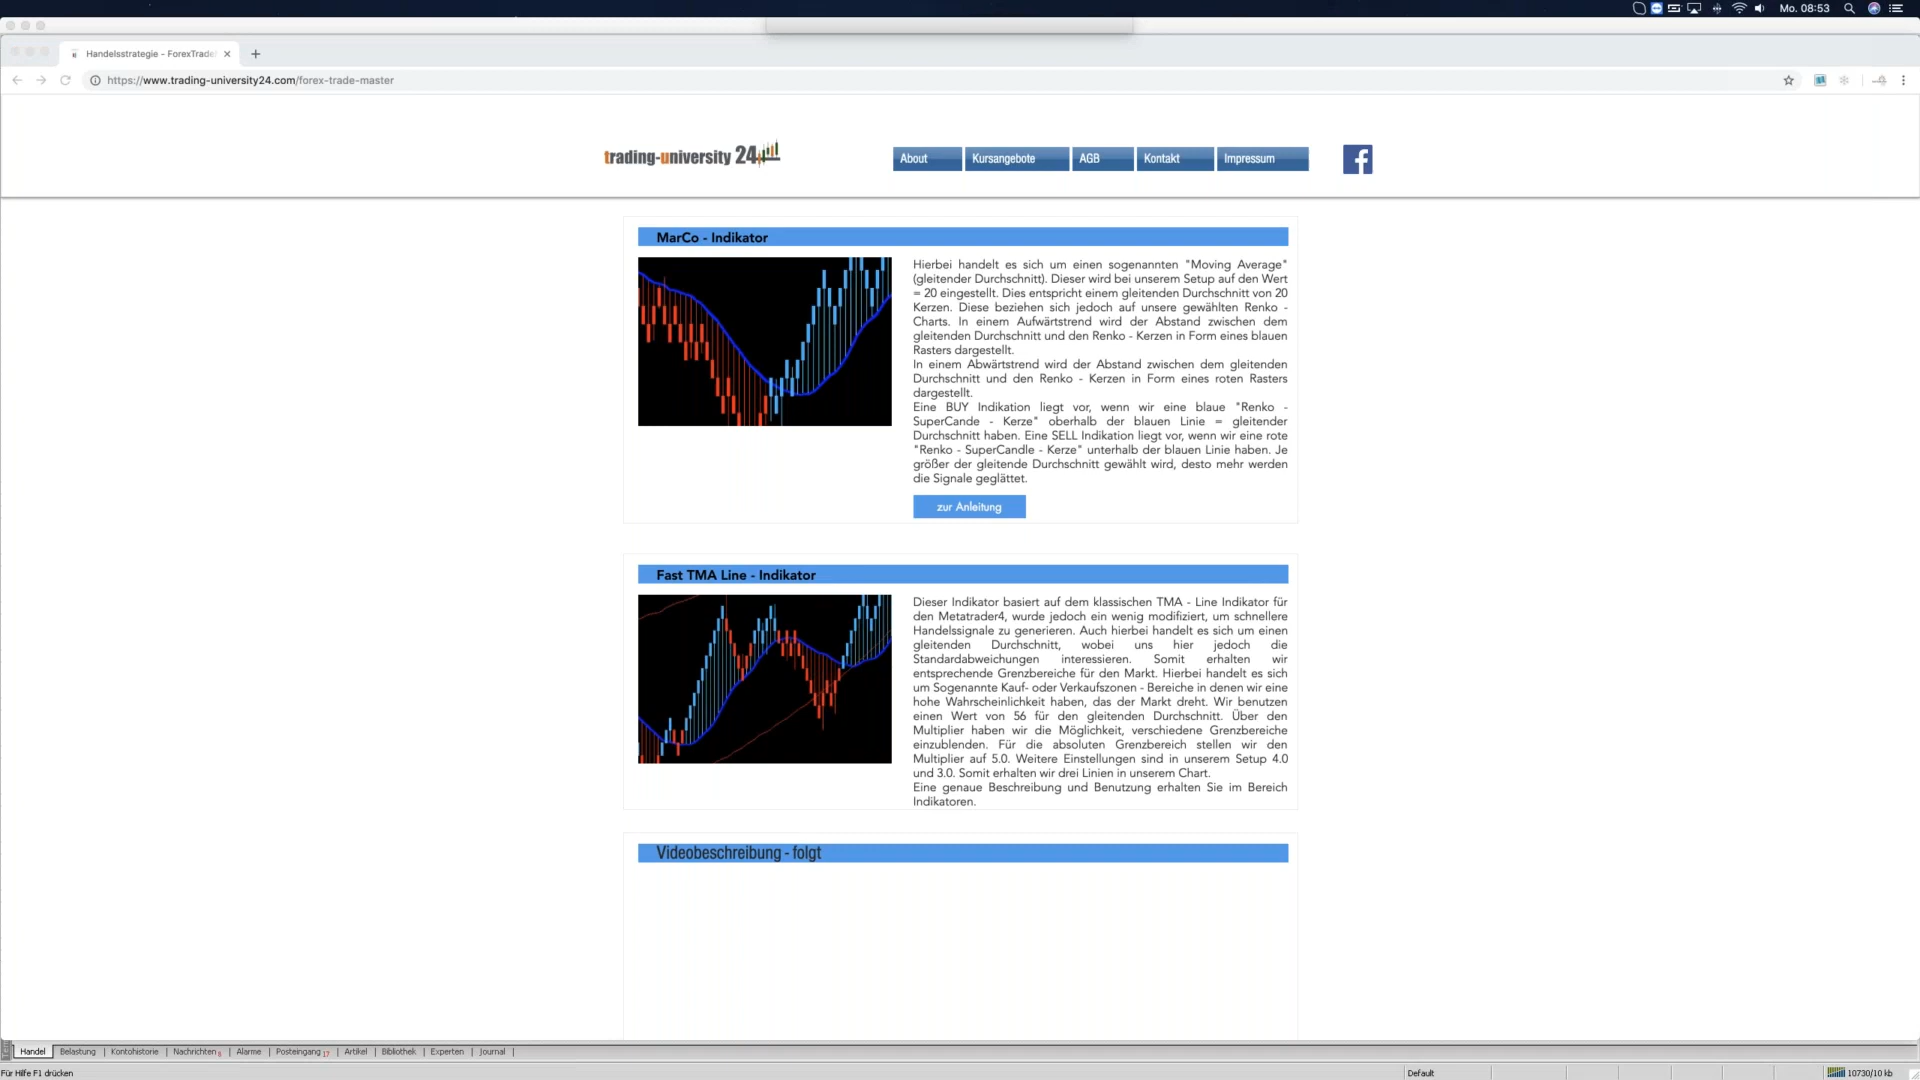 Mo. 08:53
Handelsstrategie - ForexTrade
https://www.trading-university24.com/forex-trade-master
trading-university 24
About
Kursangebote
AGB
Kontakt
Impressum
MarCo - Indikator
Hierbei handelt es sich um einen sogenannten "Moving Average"
(gleitender Durchschnitt). Dieser wird bei unserem Setup auf den Wert
= 20 eingestellt. Dies entspricht einem gleitenden Durchschnitt von 20
Kerzen. Diese beziehen sich jedoch auf unsere gewählten Renko -
Charts. In einem Aufwärtstrend wird der Abstand zwischen dem
gleitenden Durchschnitt und den Renko - Kerzen in Form eines blauen
Rasters dargestellt.
In einem Abwärtstrend wird der Abstand zwischen dem gleitenden
Durchschnitt und den Renko - Kerzen in Form eines roten Rasters
dargestellt.
Eine BUY Indikation liegt vor, wenn wir eine blaue "Renko -
SuperCande - Kerze" oberhalb der blauen Linie = gleitender
Durchschnitt haben. Eine SELL Indikation liegt vor, wenn wir eine rote
"Renko - SuperCandle - Kerze" unterhalb der blauen Linie haben. Je
größer der gleitende Durchschnitt gewählt wird, desto mehr werden
die Signale geglättet.
zur Anleitung
Fast TMA Line - Indikator
Dieser Indikator basiert auf dem klassischen TMA - Line Indikator für
den Metatrader4, wurde jedoch ein wenig modifiziert, um schnellere
Handelssignale zu generieren. Auch hierbei handelt es sich um einen
gleitenden Durchschnitt, wobei uns hier jedoch die
Standardabweichungen interessieren. Somit erhalten wir
entsprechende Grenzbereiche für den Markt. Hierbei handelt es sich
um Sogenannte Kauf- oder Verkaufszonen - Bereiche in denen wir eine
hohe Wahrscheinlichkeit haben, das der Markt dreht. Wir benutzen
einen Wert von 56 für den gleitenden Durchschnitt. Über den
Multiplier haben wir die Möglichkeit, verschiedene Grenzbereiche
einzublenden. Für die absoluten Grenzbereich stellen wir den
Multiplier auf 5.0. Weitere Einstellungen sind in unserem Setup 4.0
und 3.0. Somit erhalten wir drei Linien in unserem Chart.
Eine genaue Beschreibung und Benutzung erhalten Sie im Bereich
Indikatoren.
Videobeschreibung - folgt
Handel | Belastung | Kontohistorie | Nachrichten 6 | Alarme | Posteingang 17 | Artikel | Bibliothek | Experten | Journal |
Für Hilfe F1 drücken
Default
10730/10 kb